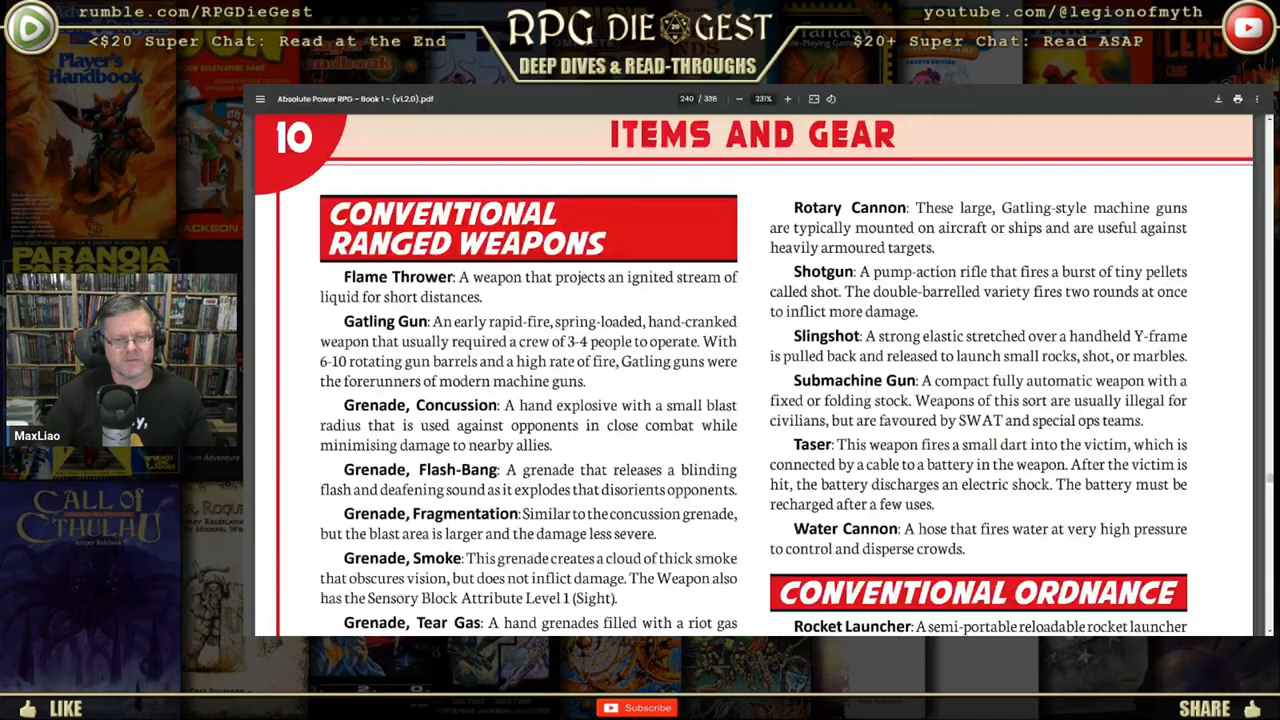 rumble.com/RPGDieGest
<$20 Super Chat: Read at the End
RPG DIE GEST
DEEP DIVES & READ-THROUGHS
youtube.com/@legionofmyth
$20+ Super Chat: Read ASAP
Player's
Handbook
Absolute Power RPG – Book 1 - (v1.2.0).pdf
240 / 338
231%
10
ITEMS AND GEAR
CONVENTIONAL
RANGED WEAPONS
Flame Thrower: A weapon that projects an ignited stream of
liquid for short distances.
Gatling Gun: An early rapid-fire, spring-loaded, hand-cranked
weapon that usually required a crew of 3-4 people to operate. With
6-10 rotating gun barrels and a high rate of fire, Gatling guns were
the forerunners of modern machine guns.
Grenade, Concussion: A hand explosive with a small blast
radius that is used against opponents in close combat while
minimising damage to nearby allies.
Grenade, Flash-Bang: A grenade that releases a blinding
flash and deafening sound as it explodes that disorients opponents.
Grenade, Fragmentation: Similar to the concussion grenade,
but the blast area is larger and the damage less severe.
Grenade, Smoke: This grenade creates a cloud of thick smoke
that obscures vision, but does not inflict damage. The Weapon also
has the Sensory Block Attribute Level 1 (Sight).
Grenade, Tear Gas: A hand grenades filled with a riot gas
Rotary Cannon: These large, Gatling-style machine guns
are typically mounted on aircraft or ships and are useful against
heavily armoured targets.
Shotgun: A pump-action rifle that fires a burst of tiny pellets
called shot. The double-barrelled variety fires two rounds at once
to inflict more damage.
Slingshot: A strong elastic stretched over a handheld Y-frame
is pulled back and released to launch small rocks, shot, or marbles.
Submachine Gun: A compact fully automatic weapon with a
fixed or folding stock. Weapons of this sort are usually illegal for
civilians, but are favoured by SWAT and special ops teams.
Taser: This weapon fires a small dart into the victim, which is
connected by a cable to a battery in the weapon. After the victim is
hit, the battery discharges an electric shock. The battery must be
recharged after a few uses.
Water Cannon: A hose that fires water at very high pressure
to control and disperse crowds.
CONVENTIONAL ORDNANCE
Rocket Launcher: A semi-portable reloadable rocket launcher
PARANOIA
MaxLiao
CALL OF
CTHULHU
LIKE
Subscribe
SHARE